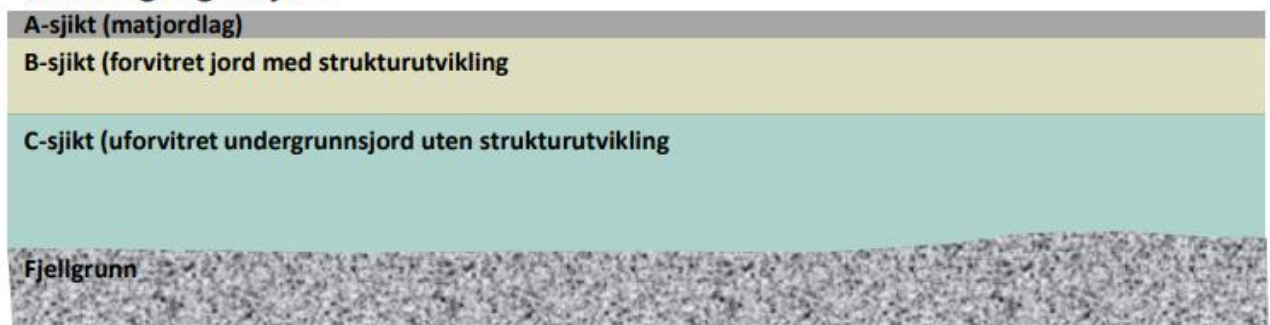 A-sjikt (matjordlag)
B-sjikt (forvitret jord med strukturutvikling
C-sjikt (uforvitret undergrunnsjord uten strukturutvikling
Fjellgrunn